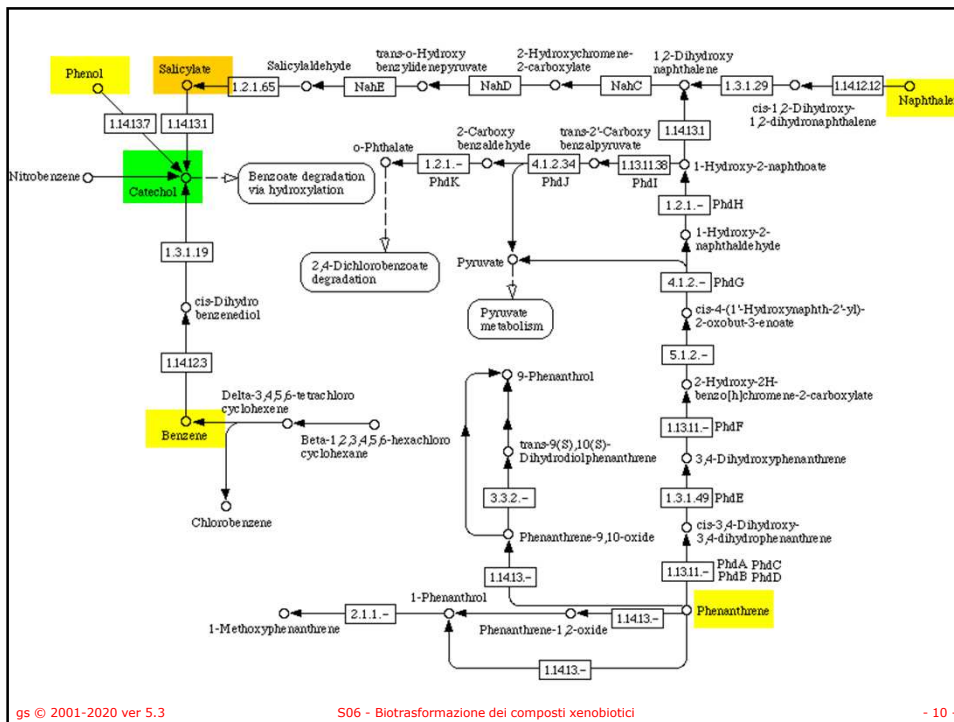 Phenol
Salicylate
Salicylaldehyde
trans-o-Hydroxy
benzylidenepyruvate
2-Hydroxychromene-
2-carboxylate
1,2-Dihydroxy
naphthalene
1.2.1.65
NahE
NahD
NahC
1.3.1.29
1.14.12.12
cis-1,2-Dihydroxy-
1,2-dihydronaphthalene
Naphthalen
1.14.13.7
1.14.13.1
1.14.13.1
2-Carboxy
benzaldehyde
trans-2'-Carboxy
benzalpyruvate
o-Phthalate
1.2.1.-
PhdK
4.1.2.34
PhdJ
1.13.11.38
PhdI
1-Hydroxy-2-naphthoate
Nitrobenzene
Catechol
Benzoate degradation
via hydroxylation
1.2.1.-
PhdH
1-Hydroxy-2-
naphthaldehyde
1.3.1.19
2,4-Dichlorobenzoate
degradation
Pyruvate
4.1.2.-
PhdG
cis-Dihydro
benzenediol
Pyruvate
metabolism
cis-4-(1'-Hydroxynaphth-2'-yl)-
2-oxobut-3-enoate
5.1.2.-
1.14.12.3
9-Phenanthrol
2-Hydroxy-2H-
benzo[h]chromene-2-carboxylate
Delta-3,4,5,6-tetrachloro
cyclohexene
Benzene
Beta-1,2,3,4,5,6-hexachloro
cyclohexane
1.13.11.-
PhdF
trans-9(S),10(S)-
Dihydrodiolphenanthrene
3,4-Dihydroxyphenanthrene
3.3.2.-
1.3.1.49
PhdE
Chlorobenzene
Phenanthrene-9,10-oxide
cis-3,4-Dihydroxy-
3,4-dihydrophenanthrene
1.14.13.-
1.13.11.-
PhdA PhdC
PhdB PhdD
1-Phenanthrol
2.1.1.-
1-Methoxyphenanthrene
Phenanthrene-1,2-oxide
1.14.13.-
Phenanthrene
1.14.13.-
gs © 2001-2020 ver 5.3
S06 - Biotrasformazione dei composti xenobiotici
- 10 -